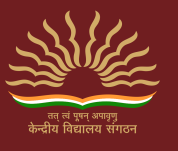 तत् त्वं पूषन् अपावृणु
केन्द्रीय विद्यालय संगठन